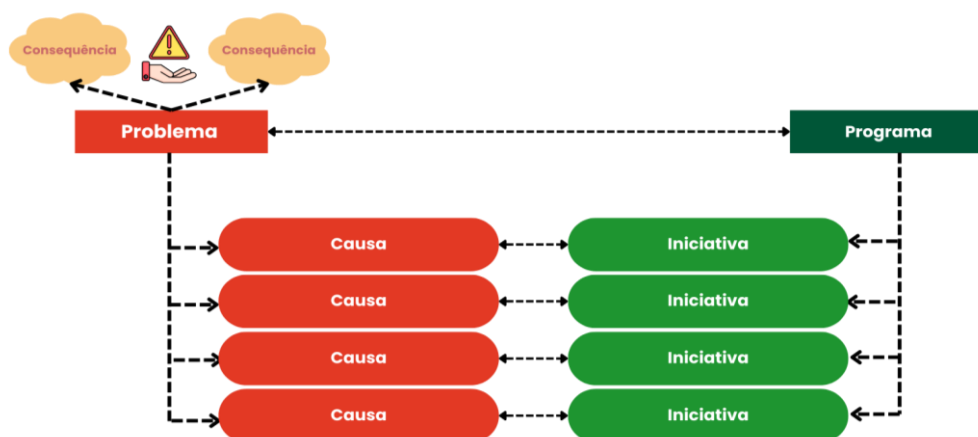 Consequência
Consequência
Problema
Programa
Causa
Iniciativa
Causa
Iniciativa
Causa
Iniciativa
Causa
Iniciativa